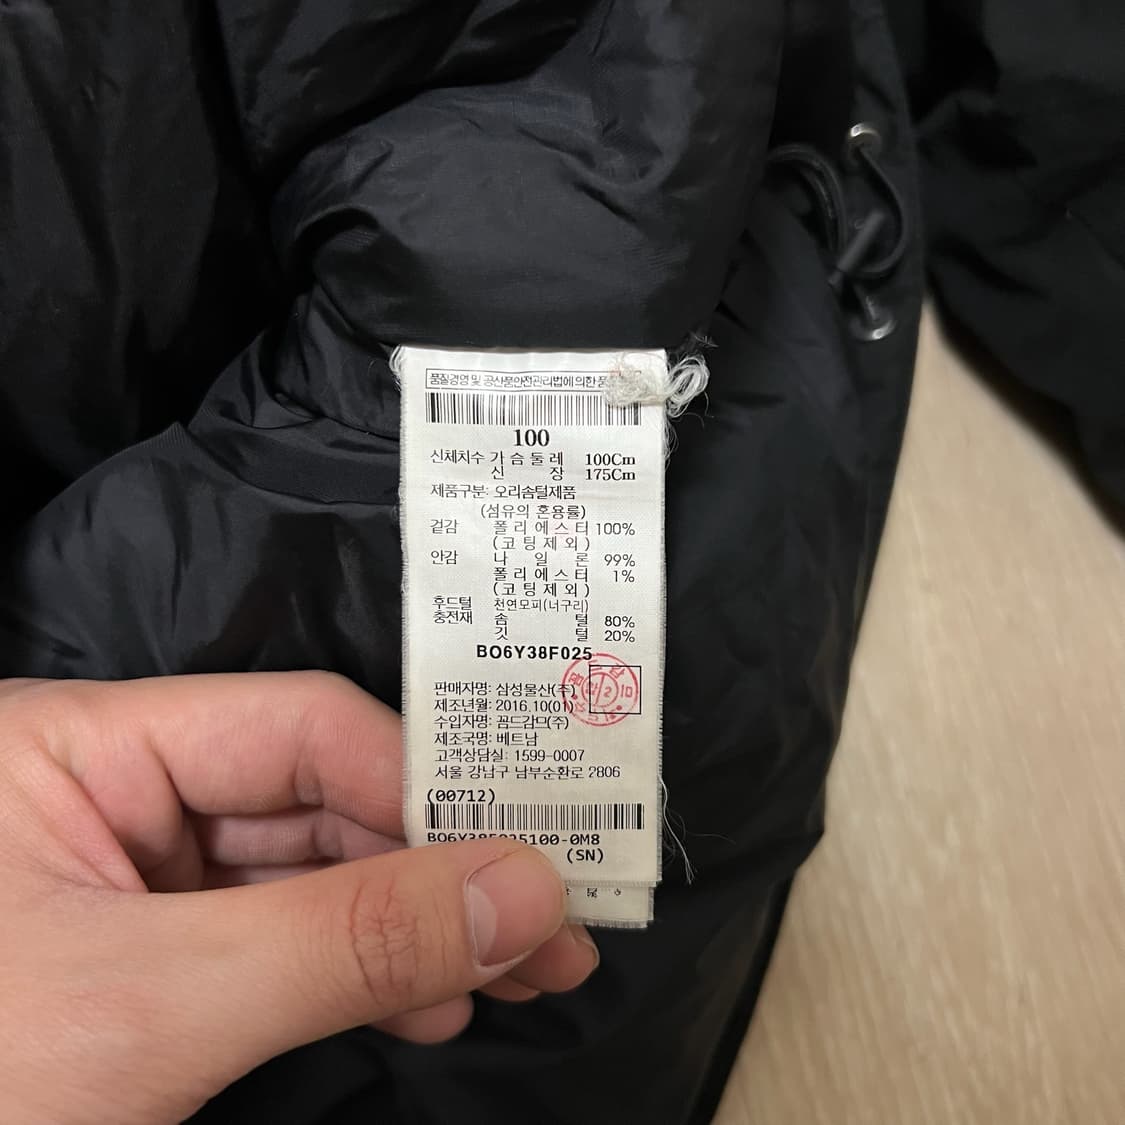 품질경영 및 공산품안전관리법에 의한 품
100
신체치수 가슴둘레 100Cm
신장 175Cm
제품구분: 오리솜털제품
(섬유의 혼용률)
겉감 폴리에스터 100%
(코팅제외)
안감 나일론 99%
폴리에스터 1%
(코팅제외)
후드털 천연모피(너구리)
충전재 솜털 80%
깃털 20%
BO6Y38F025
판매자명: 삼성물산(주)
제조년월: 2016.10(01)
수입자명: 꿈드감므(주)
제조국명: 베트남
고객상담실: 1599-0007
서울 강남구 남부순환로 2806
(00712)
BO6Y38F025100-0M8
(SN)